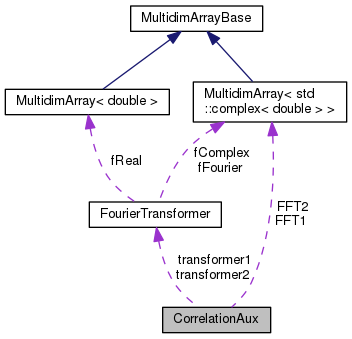 MultidimArrayBase
MultidimArray< double >
MultidimArray< std
::complex< double > >
fReal
fComplex
fFourier
FourierTransformer
FFT2
FFT1
transformer1
transformer2
CorrelationAux